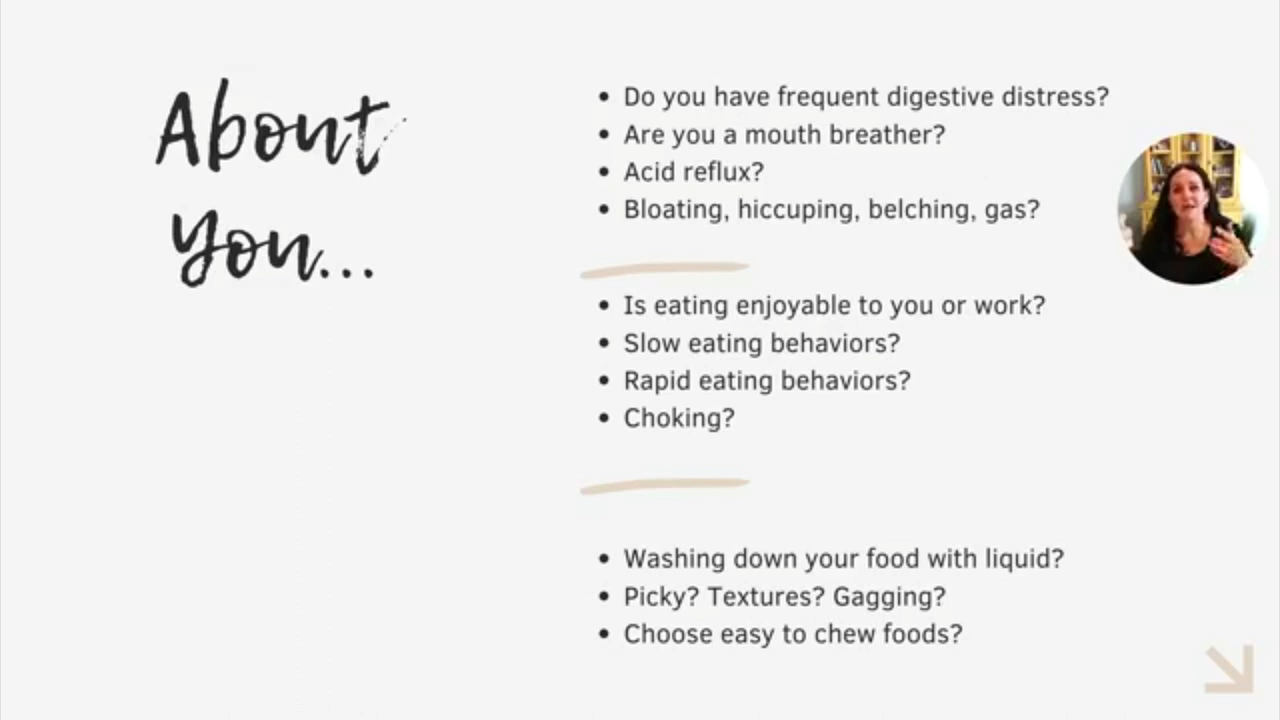 About
You...
• Do you have frequent digestive distress?
• Are you a mouth breather?
• Acid reflux?
• Bloating, hiccuping, belching, gas?
• Is eating enjoyable to you or work?
• Slow eating behaviors?
• Rapid eating behaviors?
• Choking?
• Washing down your food with liquid?
• Picky? Textures? Gagging?
• Choose easy to chew foods?